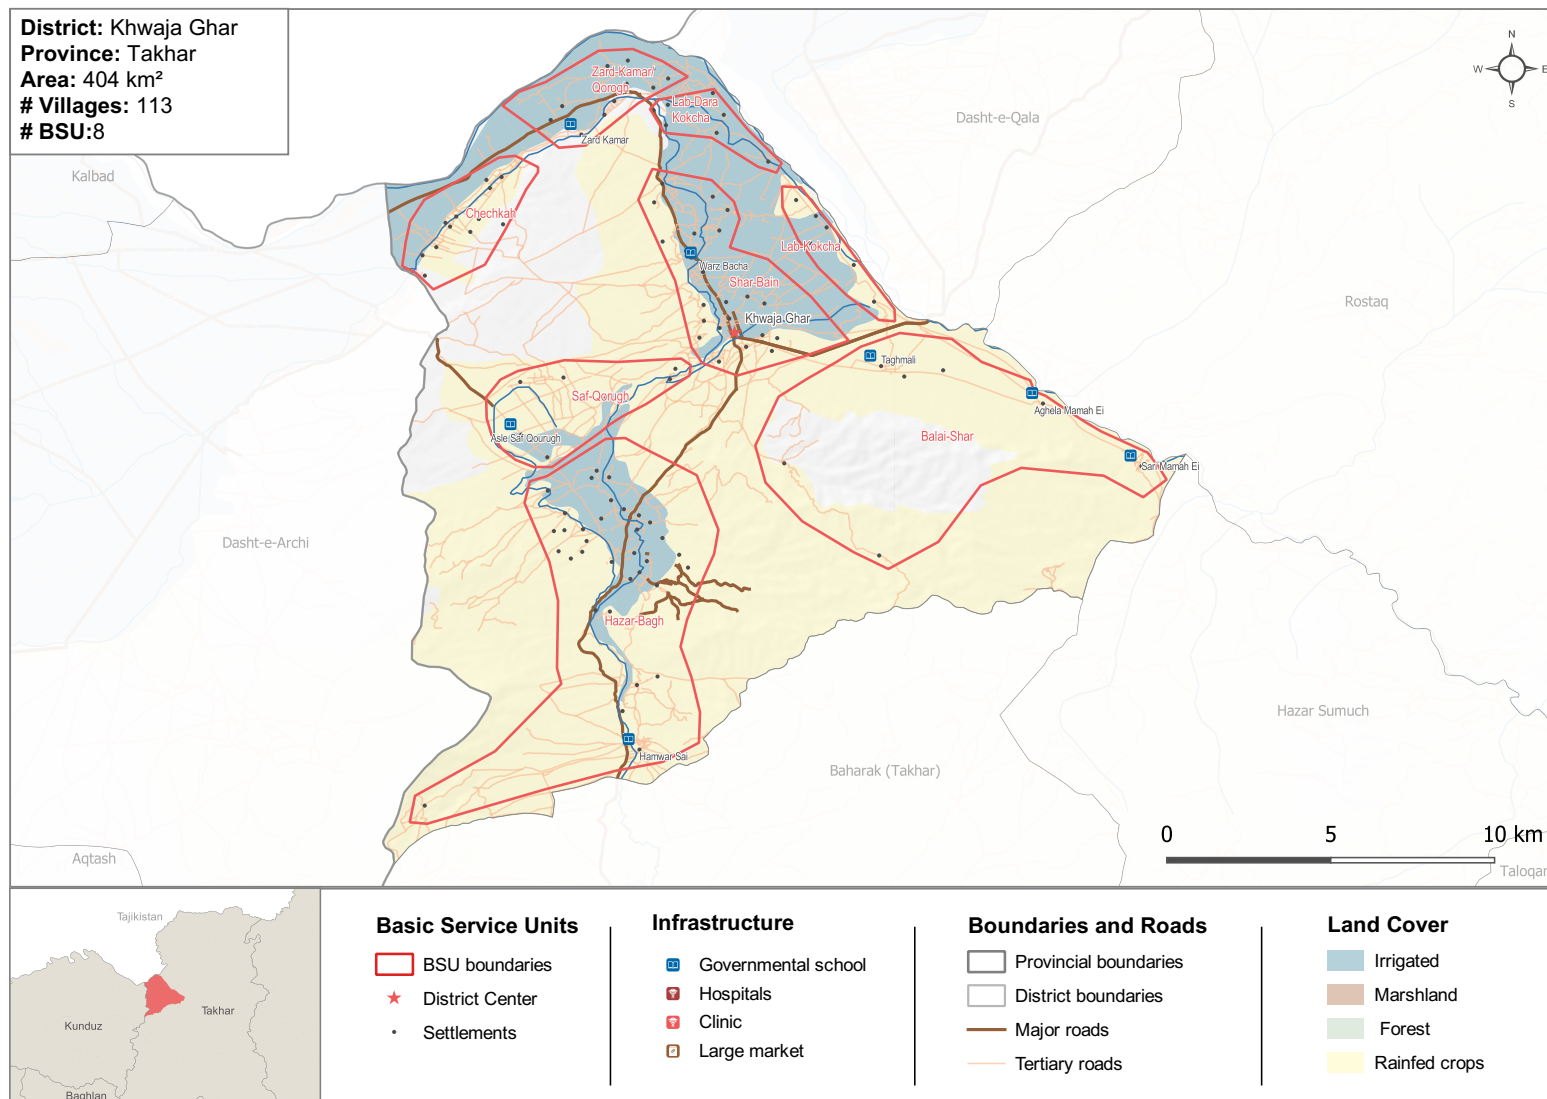 District: Khwaja Ghar
Province: Takhar
Area: 404 km²
# Villages: 113
# BSU:8
N
W
E
S
Kalbad
Dasht-e-Qala
Zard-Kamar/
Qorogh
Lab-Dara
Kokcha
Zard Kamar
Chechkah
Lab-Kokcha
Warz Bacha
Shar-Bain
Khwaja Ghar
Rostaq
Taghmali
Saf-Qorugh
Aghela Mamah Ei
Asle Saf Qourugh
Balai-Shar
Sari Mamah Ei
Dasht-e-Archi
Hazar-Bagh
Hazar Sumuch
Hamwar Sai
Baharak (Takhar)
0 5 10 km
Aqtash
Taloqan
Tajikistan
Takhar
Kunduz
Baghlan
Basic Service Units
BSU boundaries
District Center
Settlements
Infrastructure
Governmental school
Hospitals
Clinic
Large market
Boundaries and Roads
Provincial boundaries
District boundaries
Major roads
Tertiary roads
Land Cover
Irrigated
Marshland
Forest
Rainfed crops